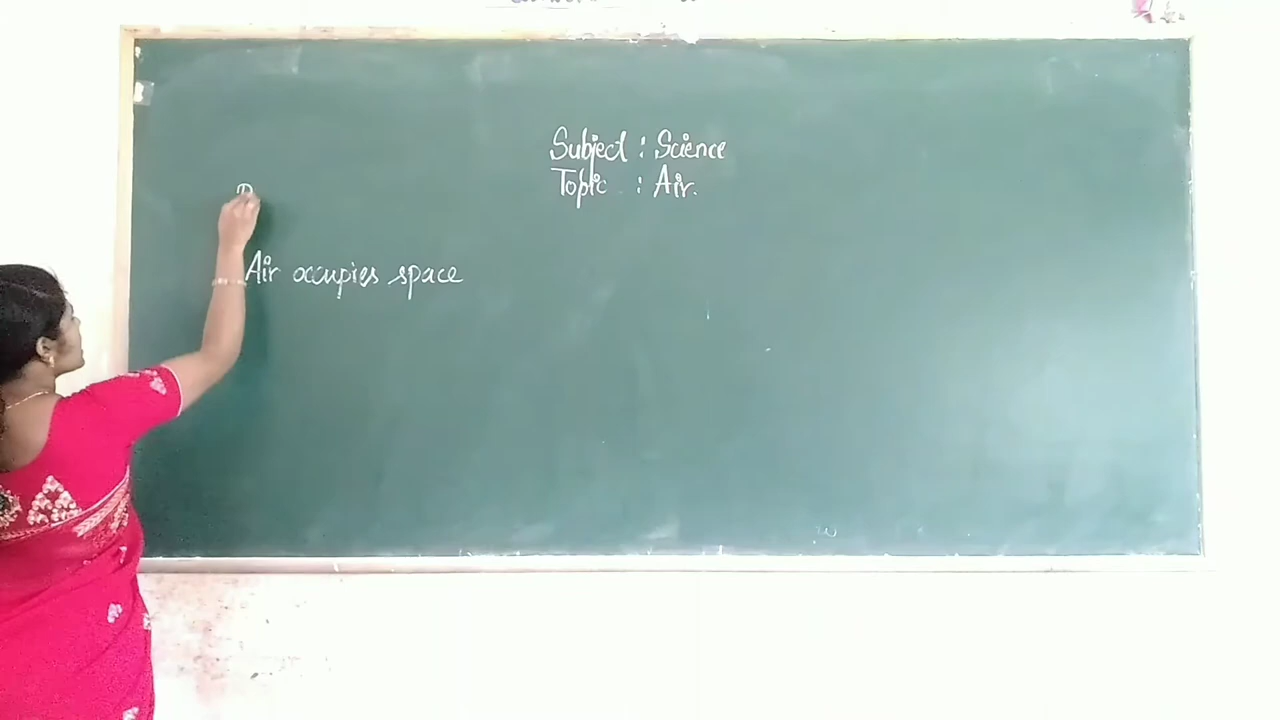 Subject : Science
Topic : Air.
Air occupies space